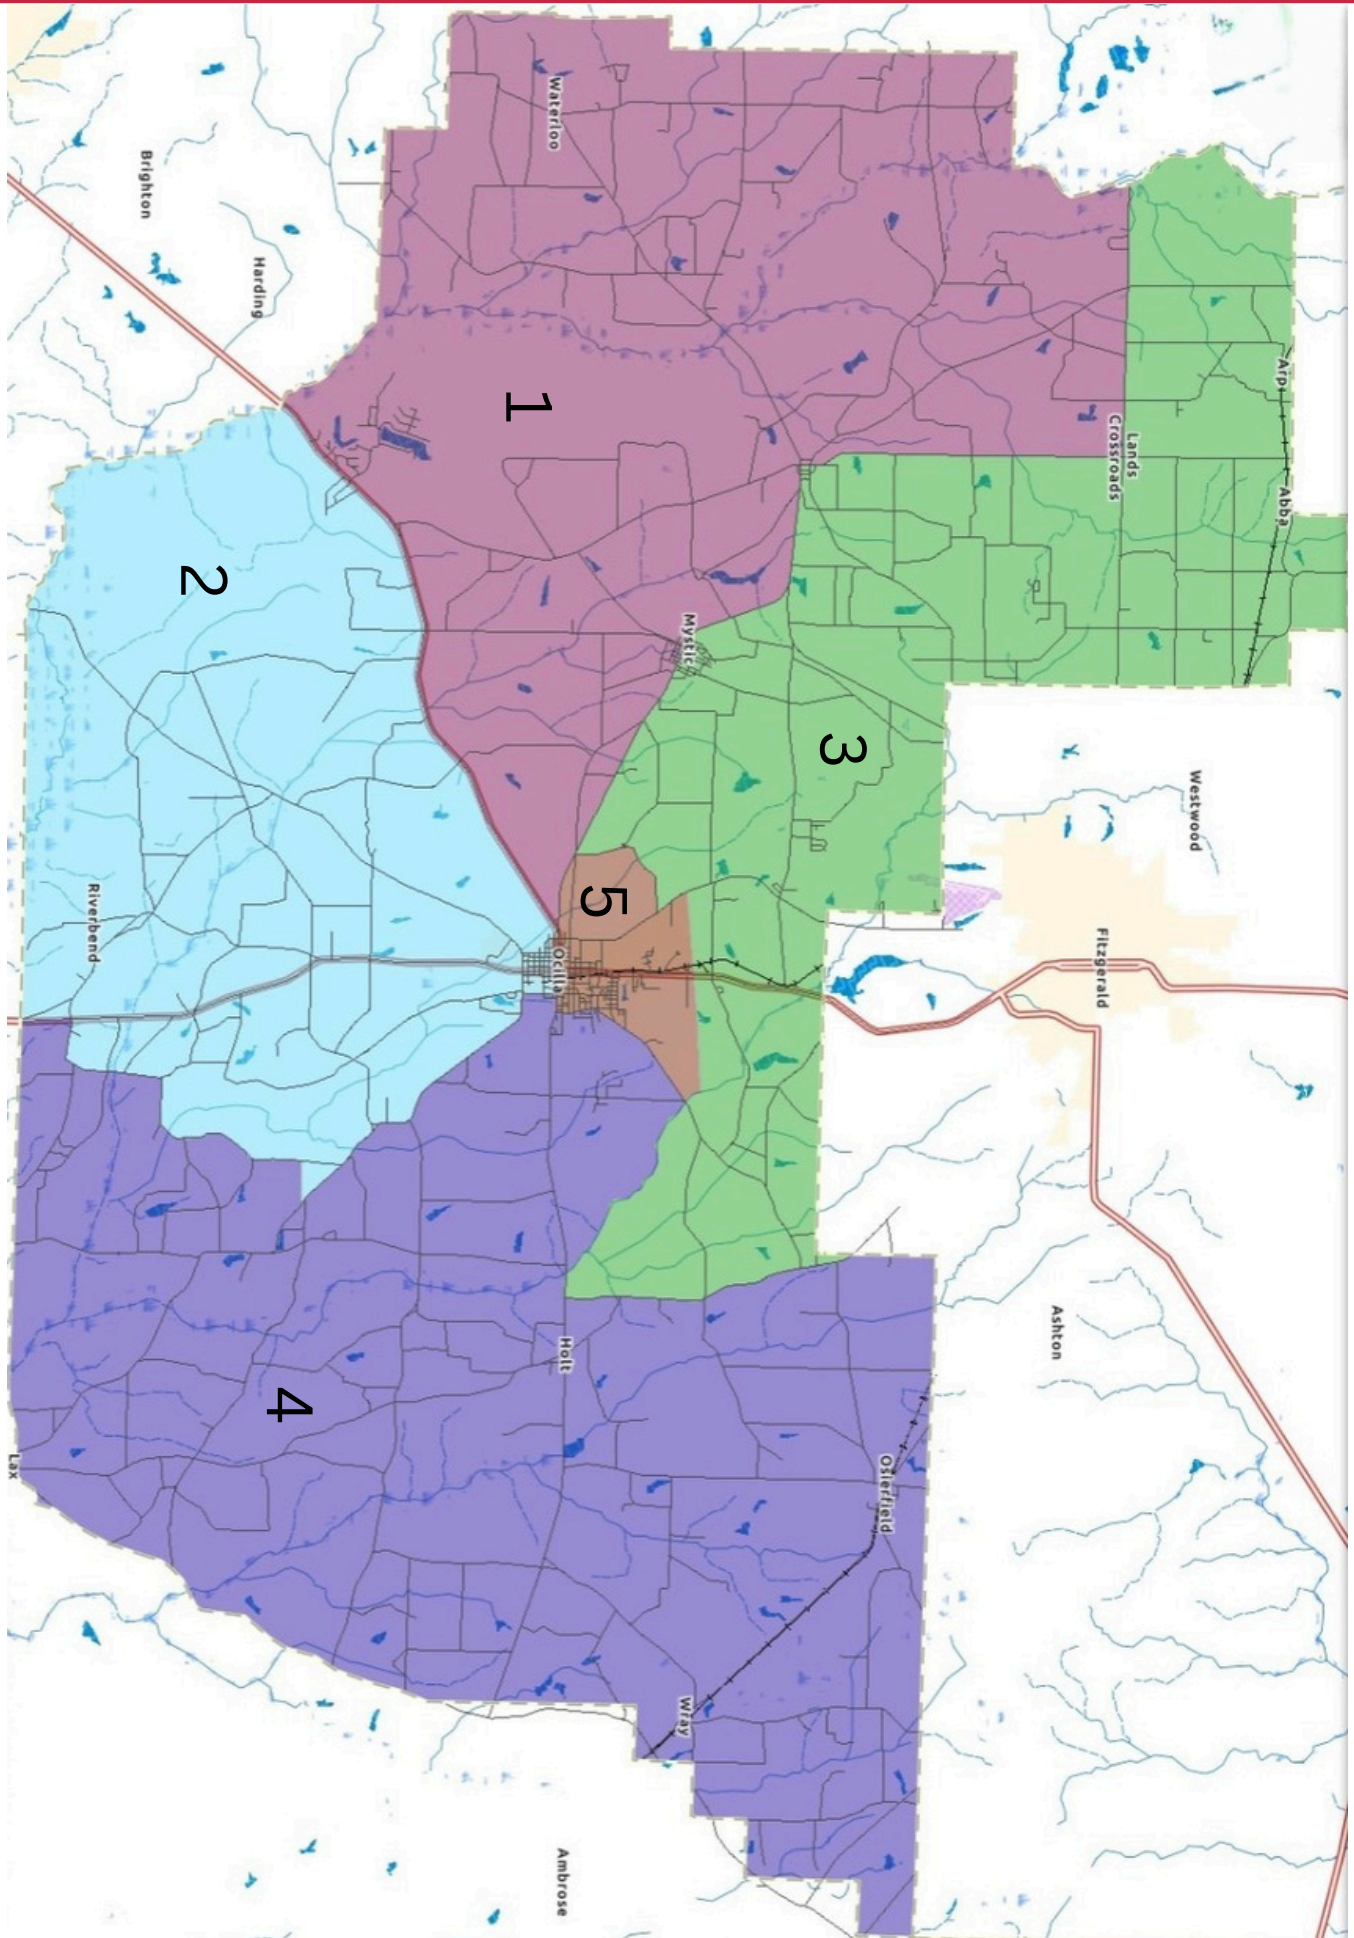 Arp
Abba
Westwood
Lands
Crossroads
Fitzgerald
Ashton
Osierfield
3
Mystic
Wray
5
Waterloo
Ocilla
Holt
Ambrose
1
4
Harding
2
Brighton
Riverbend
Lax